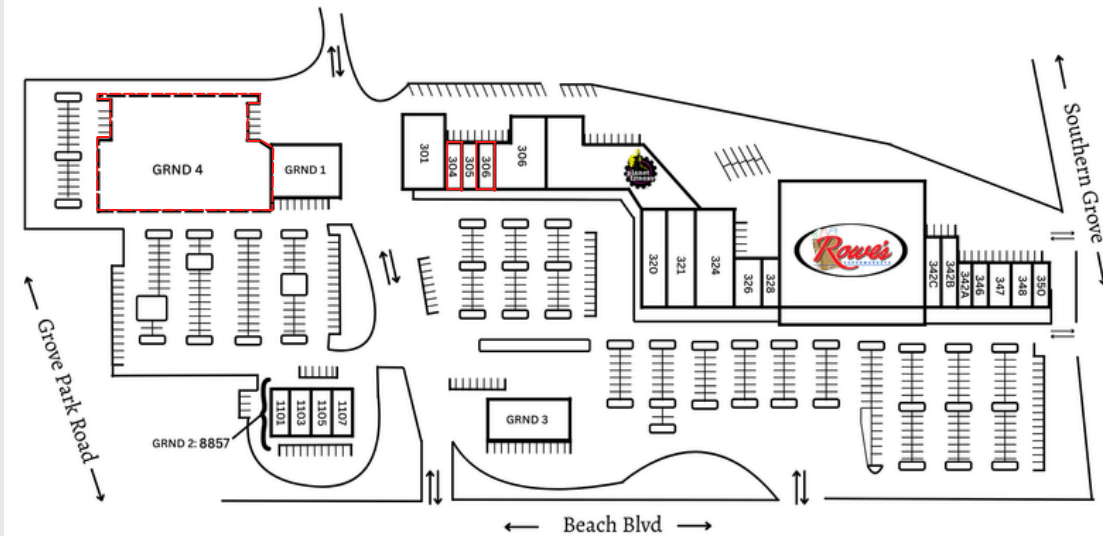 GRND 4
GRND 1
301
304
305
306
306
planet
fitness
320
321
324
326
328
Rowe's
SUPERMARKETS
342C
342B
342A
346
347
348
350
Southern Grove
Grove Park Road
1101
1103
1105
1107
GRND 2: 8857
GRND 3
Beach Blvd